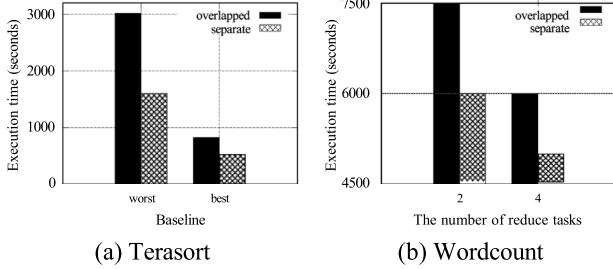 Execution time (seconds)
3000
2000
1000
0
overlapped
separate
worst
best
Baseline
(a) Terasort
Execution time (seconds)
7500
6000
4500
overlapped
separate
2
4
The number of reduce tasks
(b) Wordcount